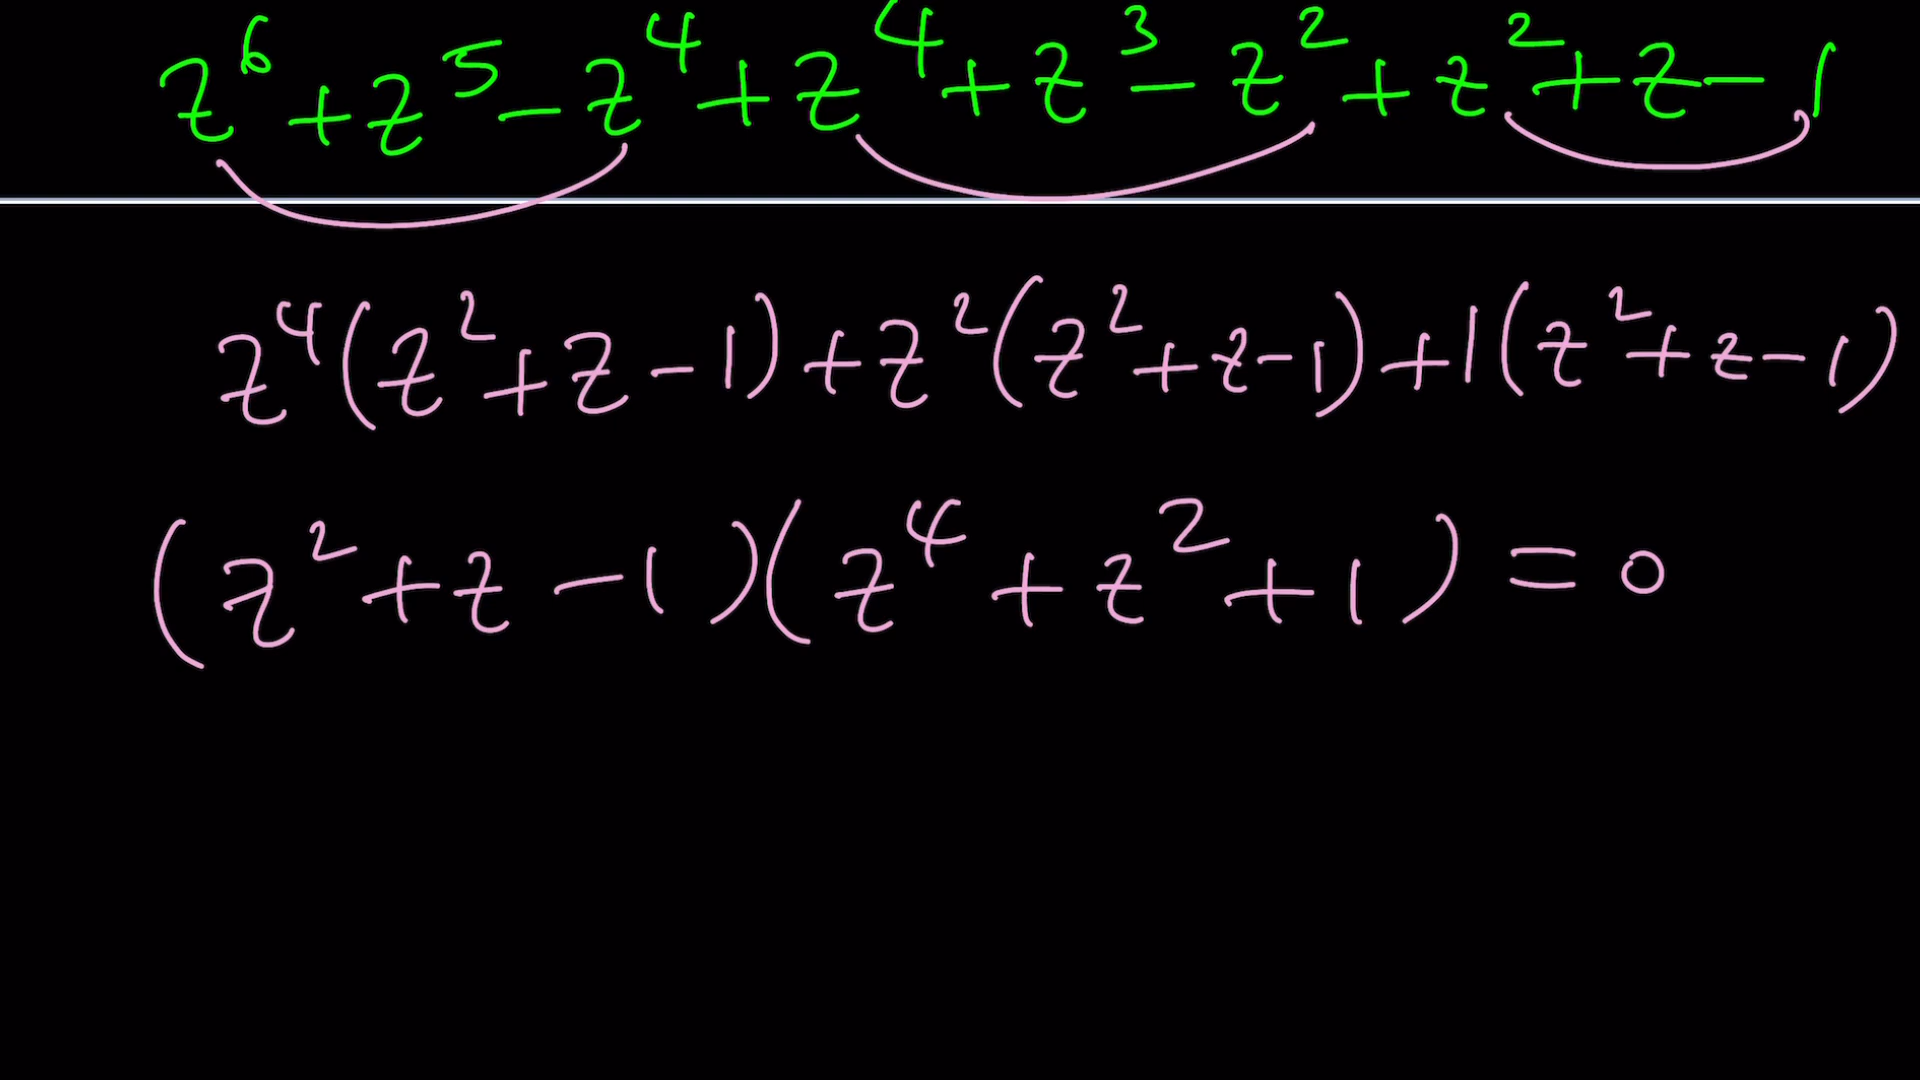 z⁶ + z⁵ - z⁴ + z⁴ + z³ - z² + z² + z - 1
z⁴(z² + z - 1) + z²(z² + z - 1) + 1(z² + z - 1)
(z² + z - 1)(z⁴ + z² + 1) = 0